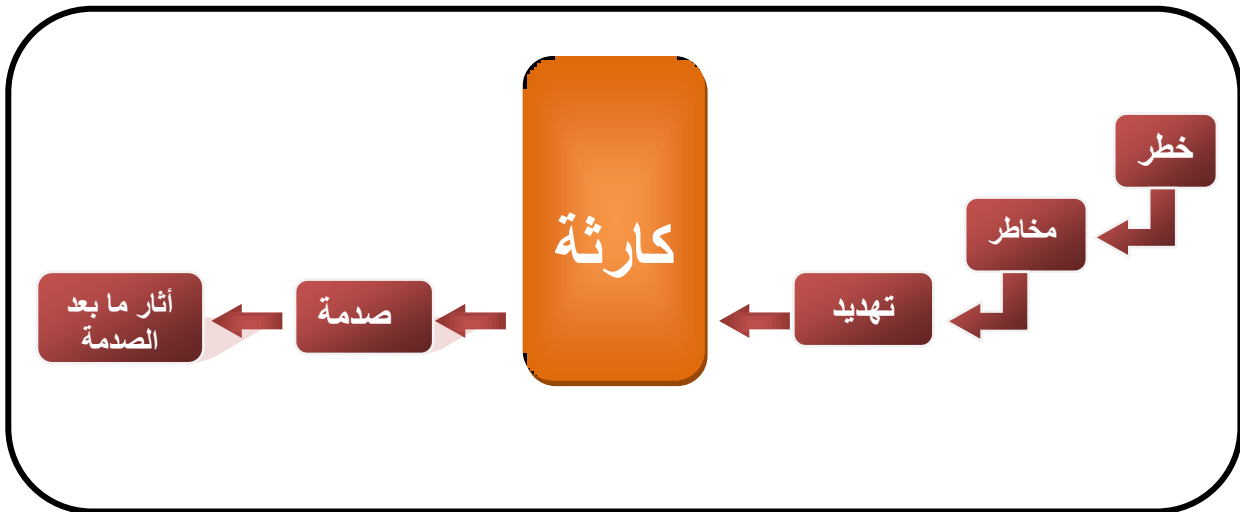 خطر
مخاطر
تهديد
كارثة
صدمة
أثار ما بعد
الصدمة